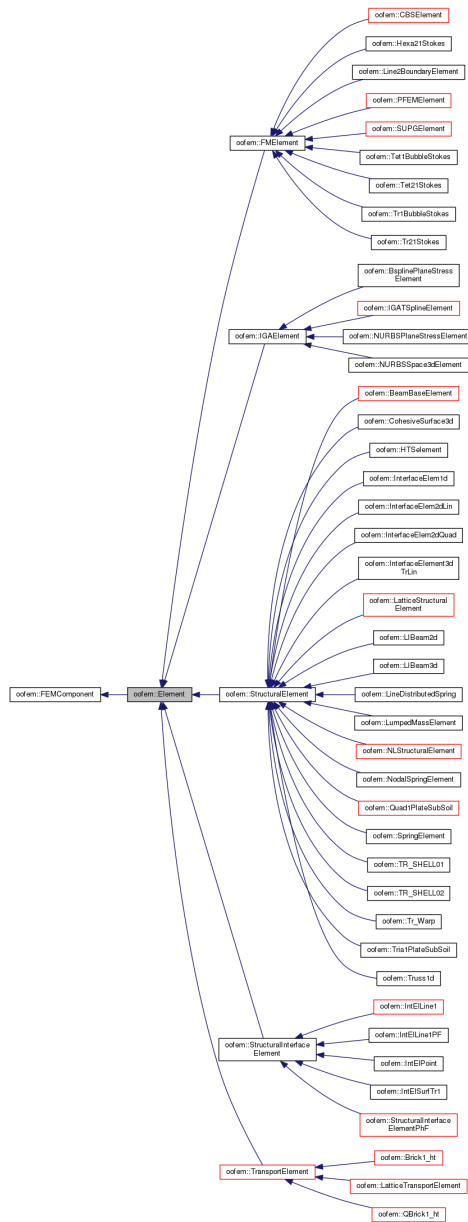 oofem::CBSElement
oofem::Hexa21Stokes
oofem::Line2BoundaryElement
oofem::PFEMElement
oofem::SUPGElement
oofem::FMElement
oofem::Tet1BubbleStokes
oofem::Tet21Stokes
oofem::Tr1BubbleStokes
oofem::Tr21Stokes
oofem::BsplinePlaneStress
Element
oofem::IGATSplineElement
oofem::IGAElement
oofem::NURBSPlaneStressElement
oofem::NURBSSpace3dElement
oofem::BeamBaseElement
oofem::CohesiveSurface3d
oofem::HTSelement
oofem::InterfaceElem1d
oofem::InterfaceElem2dLin
oofem::InterfaceElem2dQuad
oofem::InterfaceElement3d
TrLin
oofem::LatticeStructural
Element
oofem::LIBeam2d
oofem::LIBeam3d
oofem::FEMComponent
oofem::Element
oofem::StructuralElement
oofem::LineDistributedSpring
oofem::LumpedMassElement
oofem::NLStructuralElement
oofem::NodalSpringElement
oofem::Quad1PlateSubSoil
oofem::SpringElement
oofem::TR_SHELL01
oofem::TR_SHELL02
oofem::Tr_Warp
oofem::Tria1PlateSubSoil
oofem::Truss1d
oofem::IntElLine1
oofem::IntElLine1PF
oofem::StructuralInterface
Element
oofem::IntElPoint
oofem::IntElSurfTr1
oofem::StructuralInterface
ElementPhF
oofem::Brick1_ht
oofem::TransportElement
oofem::LatticeTransportElement
oofem::QBrick1_ht